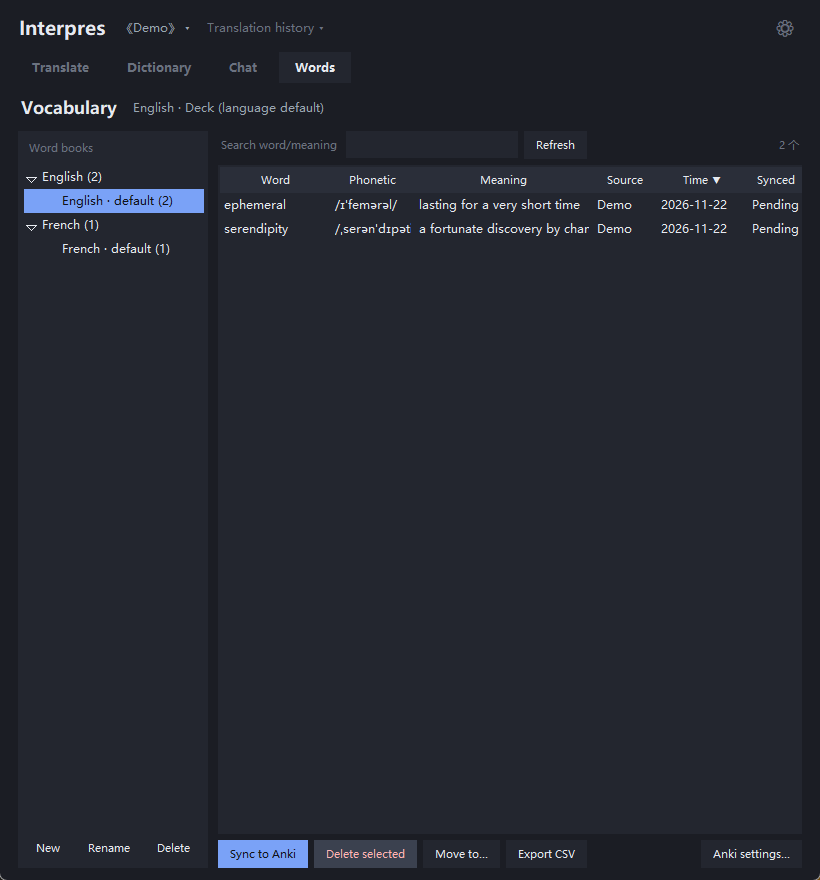 Interpres 《Demo》 ▾ Translation history ▾
Translate Dictionary Chat Words
Vocabulary English · Deck (language default)
Word books
English (2)
English · default (2)
French (1)
French · default (1)
New Rename Delete
Search word/meaning Refresh 2个
Word Phonetic Meaning Source Time ▼ Synced
ephemeral /ɪˈfemərəl/ lasting for a very short time Demo 2026-11-22 Pending
serendipity /ˌserənˈdɪpət a fortunate discovery by char Demo 2026-11-22 Pending
Sync to Anki Delete selected Move to... Export CSV Anki settings...